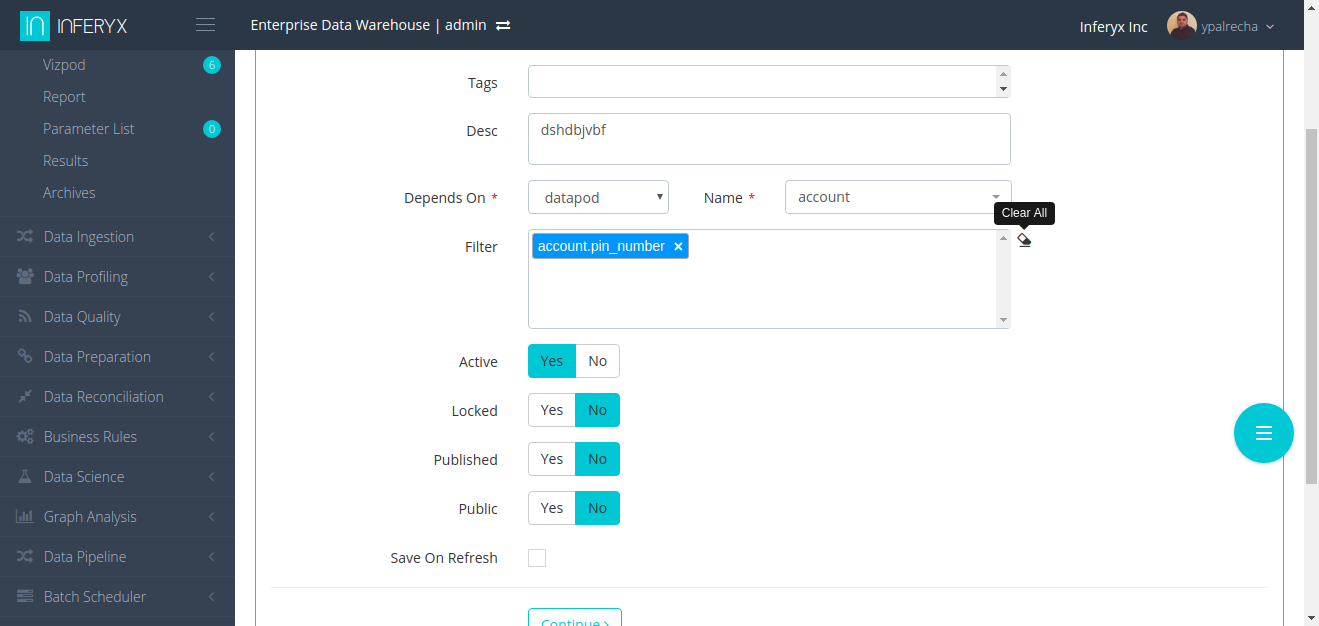 INFERYX
Enterprise Data Warehouse | admin
Inferyx Inc
ypalrecha
Vizpod 6
Report
Parameter List 0
Results
Archives
Data Ingestion
Data Profiling
Data Quality
Data Preparation
Data Reconciliation
Business Rules
Data Science
Graph Analysis
Data Pipeline
Batch Scheduler
Tags
Desc dshdbjvbf
Depends On * datapod Name * account
Clear All
Filter account.pin_number ×
Active Yes No
Locked Yes No
Published Yes No
Public Yes No
Save On Refresh
Continue >